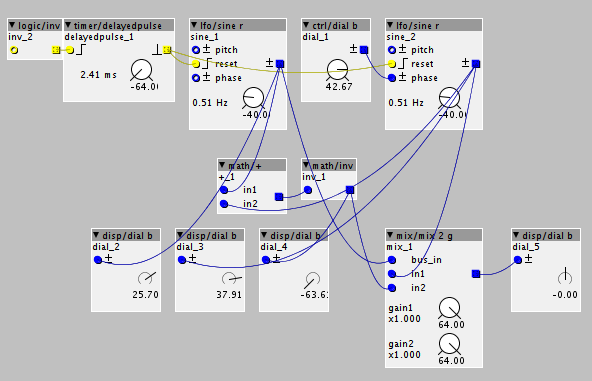 logic/inv
inv_2
timer/delayedpulse
delayedpulse_1
2.41 ms
-64.0
lfo/sine r
sine_1
± pitch
reset
±
± phase
0.51 Hz
-40.0
ctrl/dial b
dial_1
±
42.67
lfo/sine r
sine_2
± pitch
reset
±
± phase
0.51 Hz
-40.0
math/+
+_1
in1
in2
math/inv
inv_1
disp/dial b
dial_2
±
25.70
disp/dial b
dial_3
±
37.91
disp/dial b
dial_4
±
-63.6
mix/mix 2 g
mix_1
bus_in
in1
in2
gain1
x1.000
64.00
gain2
x1.000
64.00
disp/dial b
dial_5
±
-0.00